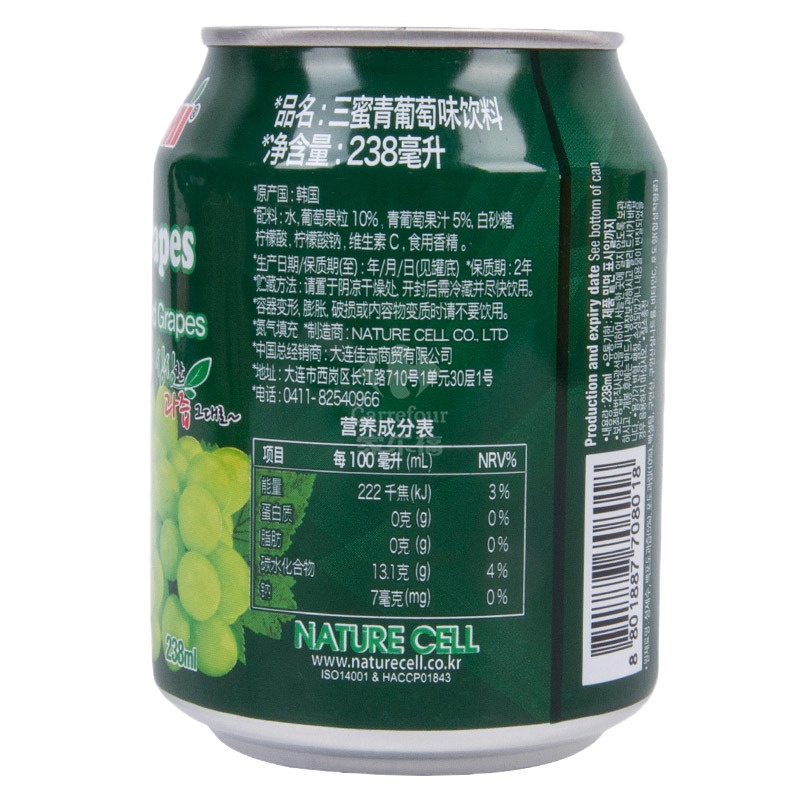 *品名: 三蜜青葡萄味饮料
*净含量: 238毫升
*原产国: 韩国
*配料: 水, 葡萄果粒 10%, 青葡萄果汁 5%, 白砂糖,
柠檬酸, 柠檬酸钠, 维生素 C, 食用香精。
*生产日期/保质期(至): 年/月/日(见罐底) *保质期: 2年
*贮藏方法: 请置于阴凉干燥处, 开封后需冷藏并尽快饮用。
*容器变形, 膨胀, 破损或内容物变质时请不要饮用。
*氮气填充 *制造商: NATURE CELL CO., LTD
*中国总经销商: 大连佳志商贸有限公司
*地址: 大连市西岗区长江路710号1单元30层1号
*电话: 0411-82540966
Carrefour
家乐福
营养成分表
项目 每 100 毫升 (mL) NRV%
能量 222 千焦(kJ) 3%
蛋白质 0克 (g) 0%
脂肪 0克 (g) 0%
碳水化合物 13.1克 (g) 4%
钠 7毫克(mg) 0%
NATURE CELL
www.naturecell.co.kr
ISO14001 & HACCP01843
apes
Grapes
과즙 그대로~
238ml
Production and expiry date See bottom of can
8 801887 708018